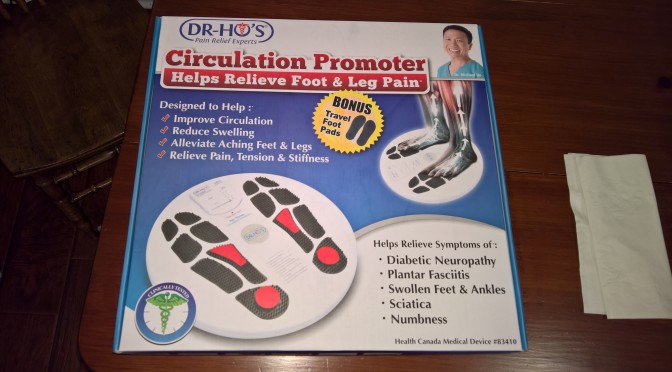 DR-HO'S
Pain Relief Experts
Circulation Promoter
Helps Relieve Foot & Leg Pain*
Designed to Help :
Improve Circulation
Reduce Swelling
Alleviate Aching Feet & Legs
Relieve Pain, Tension & Stiffness
BONUS
Travel
Foot
Pads
Helps Relieve Symptoms of :
· Diabetic Neuropathy
· Plantar Fasciitis
· Swollen Feet & Ankles
· Sciatica
· Numbness
CLINICALLY TESTED
Health Canada Medical Device #83410